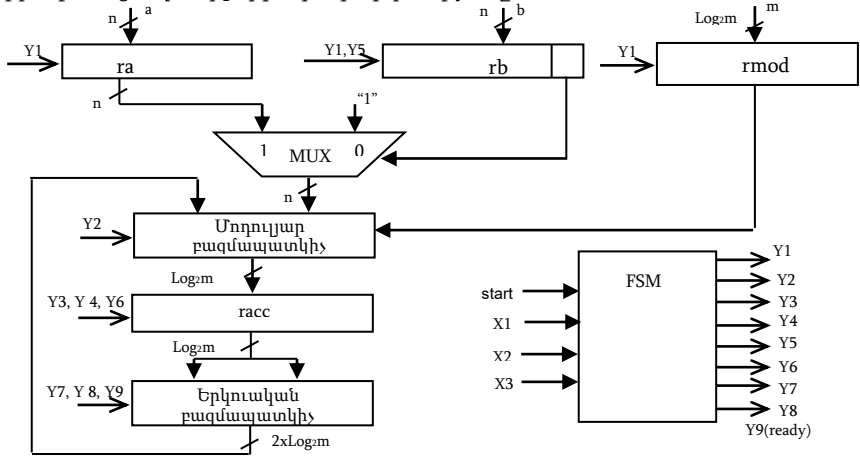 n a
n b
Log₂m m
Y1
ra
Y1,Y5
rb
Y1
rmod
n
“1”
1 MUX 0
n
Y2
Մոդուլյար
բազմապատկիչ
Log₂m
Y3, Y 4, Y6
racc
Log₂m
Y7, Y 8, Y9
Երկուական
բազմապատկիչ
2xLog₂m
FSM
start
X1
X2
X3
Y1
Y2
Y3
Y4
Y5
Y6
Y7
Y8
Y9(ready)